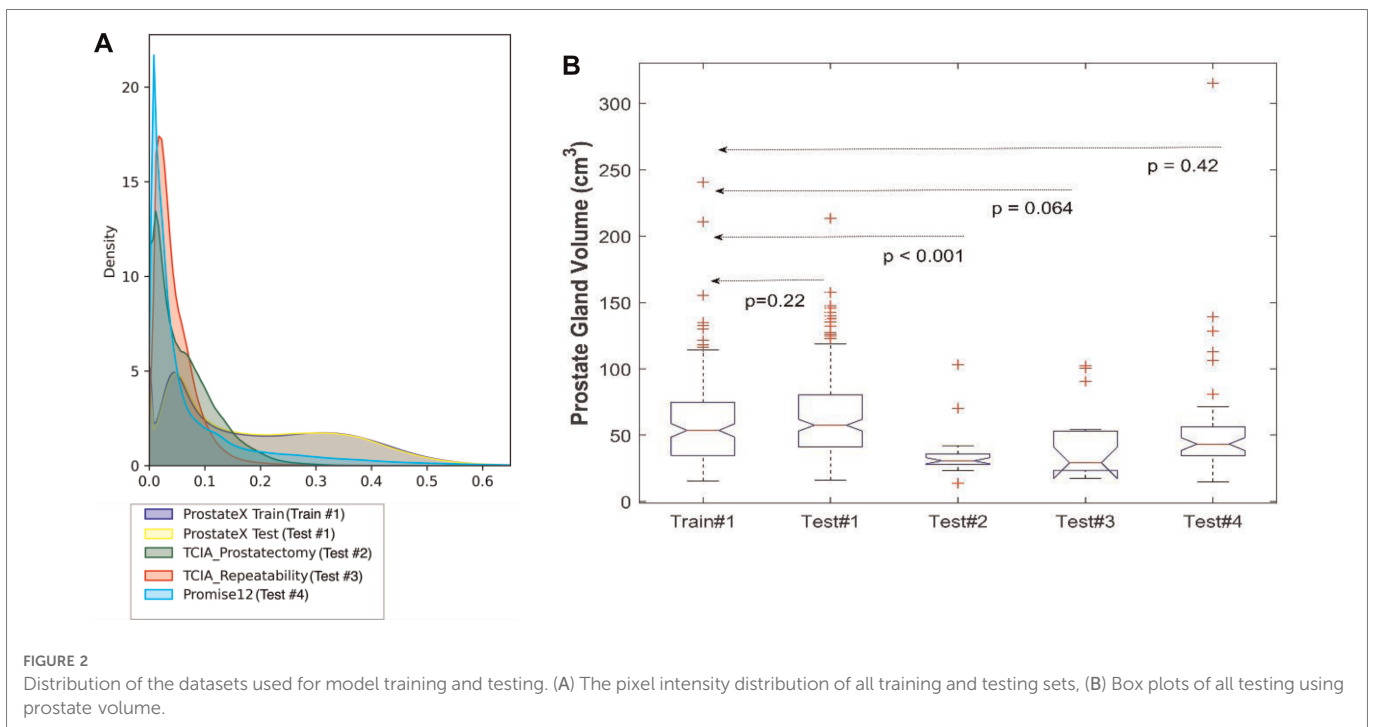 A
20
15
10
5
0
Density
0.0 0.1 0.2 0.3 0.4 0.5 0.6
ProstateX Train (Train #1)
ProstateX Test (Test #1)
TCIA_Prostatectomy (Test #2)
TCIA_Repeatability (Test #3)
Promise12 (Test #4)
B
Prostate Gland Volume (cm³)
300
250
200
150
100
50
0
p = 0.42
p = 0.064
p < 0.001
p=0.22
Train#1 Test#1 Test#2 Test#3 Test#4
FIGURE 2
Distribution of the datasets used for model training and testing. (A) The pixel intensity distribution of all training and testing sets, (B) Box plots of all testing using
prostate volume.